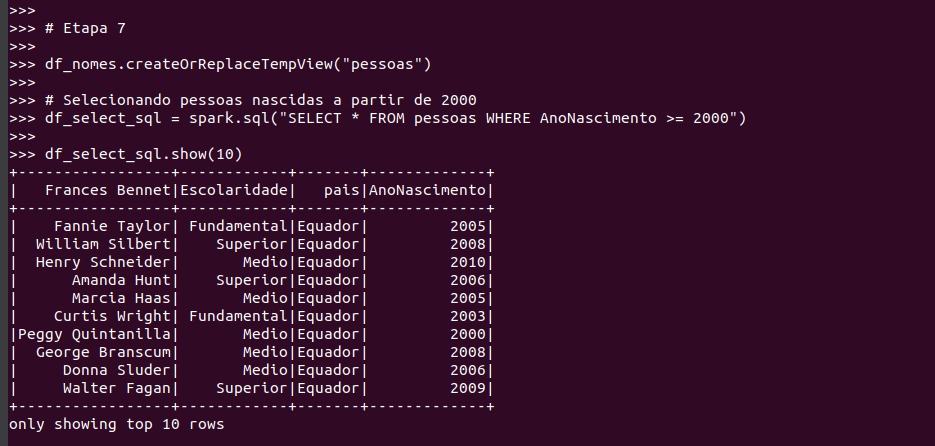 >>>
>>> # Etapa 7
>>>
>>> df_nomes.createOrReplaceTempView("pessoas")
>>>
>>> # Selecionando pessoas nascidas a partir de 2000
>>> df_select_sql = spark.sql("SELECT * FROM pessoas WHERE AnoNascimento >= 2000")
>>>
>>> df_select_sql.show(10)
+-----------------+------------+-------+-------------+
|   Frances Bennet|Escolaridade|   pais|AnoNascimento|
+-----------------+------------+-------+-------------+
|    Fannie Taylor| Fundamental|Equador|         2005|
|  William Silbert|    Superior|Equador|         2008|
|  Henry Schneider|       Medio|Equador|         2010|
|      Amanda Hunt|    Superior|Equador|         2006|
|      Marcia Haas|       Medio|Equador|         2005|
|    Curtis Wright| Fundamental|Equador|         2003|
|Peggy Quintanilla|       Medio|Equador|         2000|
|  George Branscum|       Medio|Equador|         2008|
|     Donna Sluder|       Medio|Equador|         2006|
|     Walter Fagan|    Superior|Equador|         2009|
+-----------------+------------+-------+-------------+
only showing top 10 rows